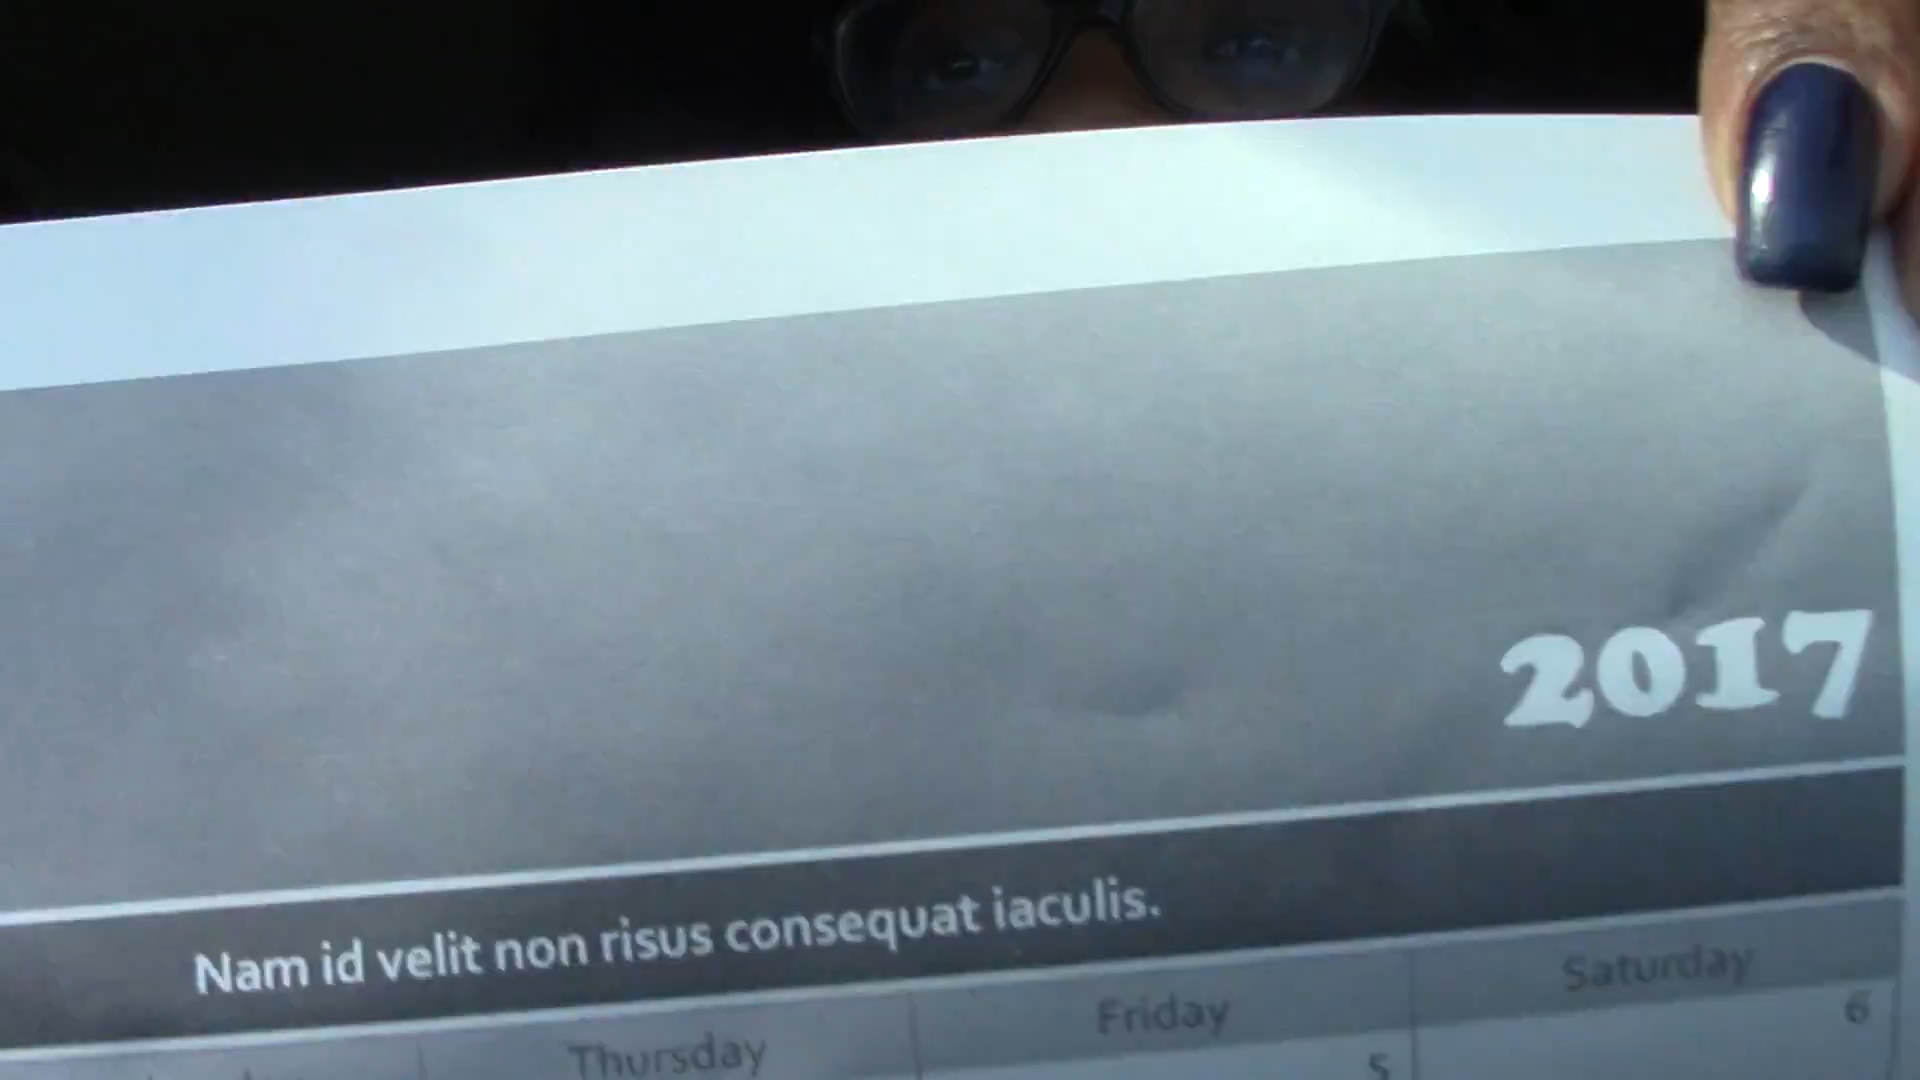 2017
Nam id velit non risus consequat iaculis.
Thursday Friday Saturday
5 6